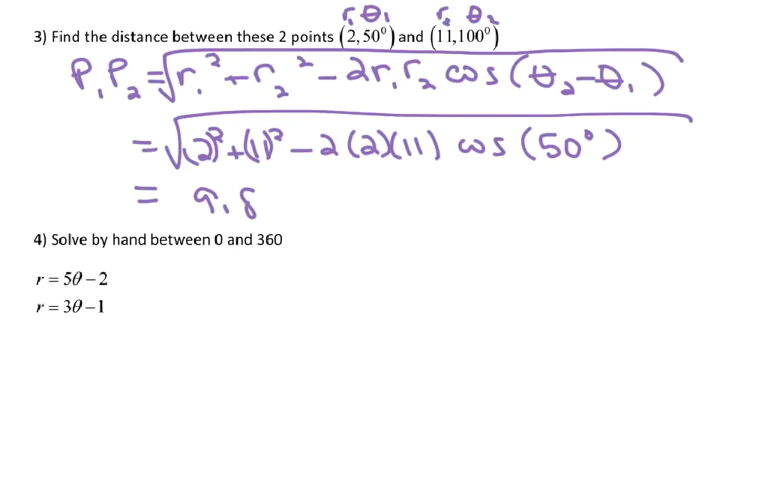 r₁ θ₁ r₂ θ₂
3) Find the distance between these 2 points (2,50⁰) and (11,100⁰)
P₁P₂ = √r₁² + r₂² − 2r₁r₂ cos(θ₂−θ₁)
= √(2)² + (11)² − 2(2)(11) cos(50°)
= 9.8
4) Solve by hand between 0 and 360
r = 5θ − 2
r = 3θ − 1